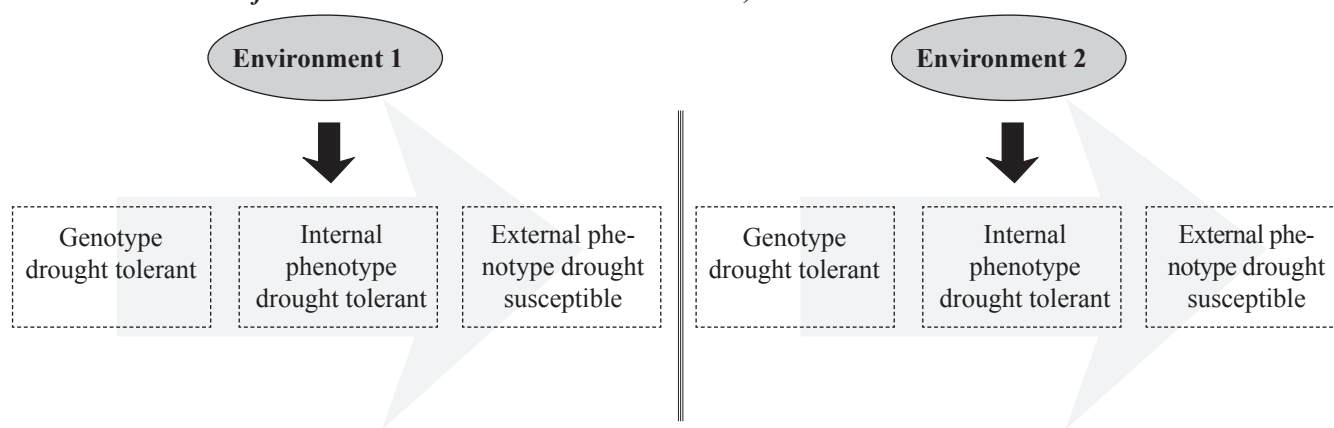 Environment 1
Genotype
drought tolerant
Internal
phenotype
drought tolerant
External phe-
notype drought
susceptible
Environment 2
Genotype
drought tolerant
Internal
phenotype
drought tolerant
External phe-
notype drought
susceptible